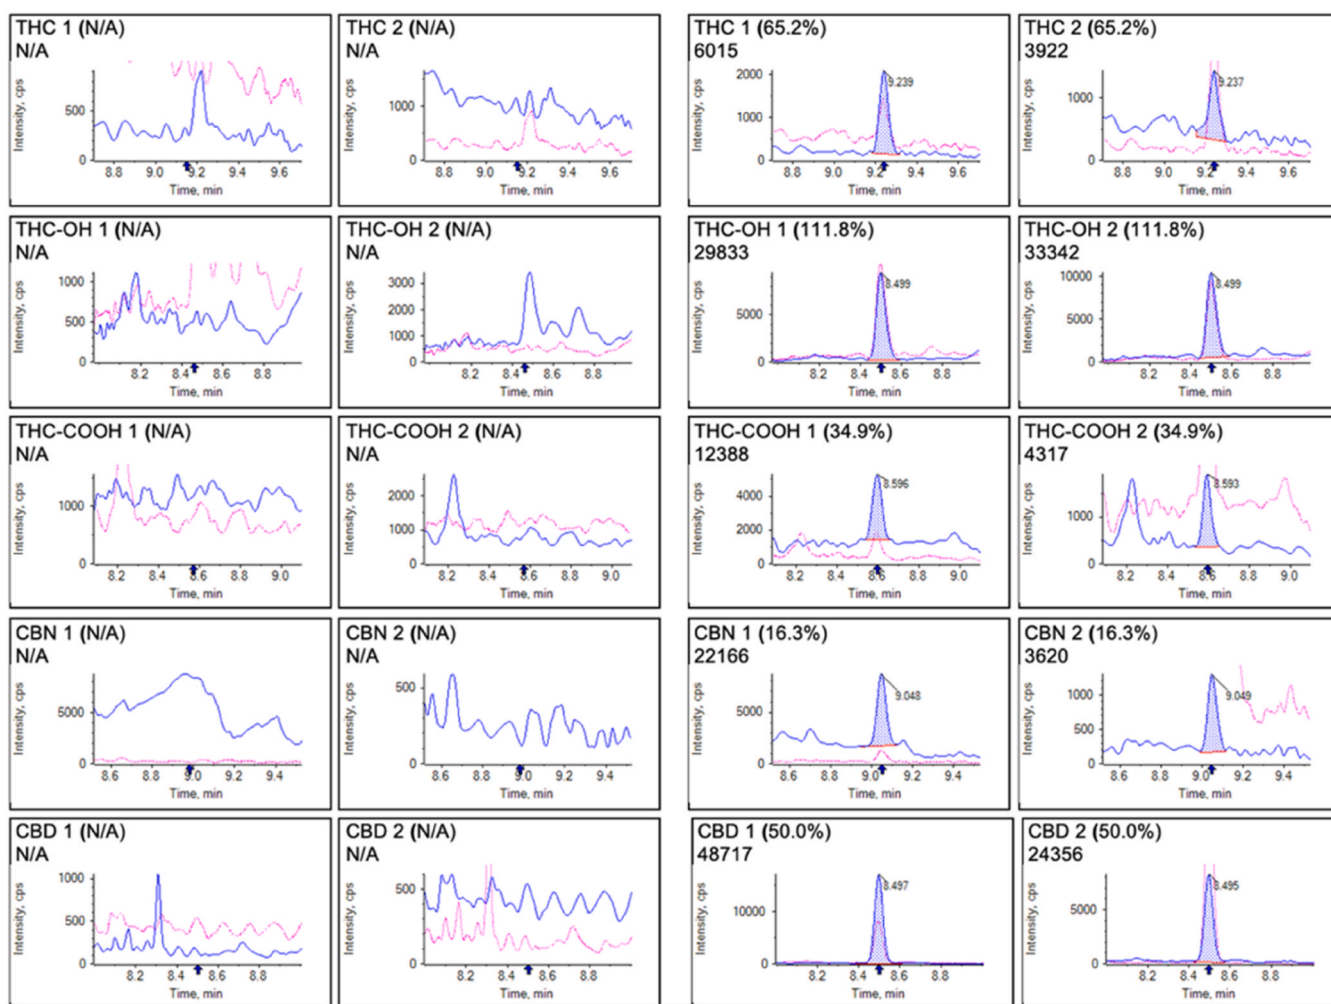 THC 1 (N/A)
N/A
Intensity, cps
500
0
8.8 9.0 9.2 9.4 9.6
Time, min
THC 2 (N/A)
N/A
Intensity, cps
1000
0
8.8 9.0 9.2 9.4 9.6
Time, min
THC 1 (65.2%)
6015
Intensity, cps
2000
1000
0
9.239
8.8 9.0 9.2 9.4 9.6
Time, min
THC 2 (65.2%)
3922
Intensity, cps
1000
0
9.237
8.8 9.0 9.2 9.4 9.6
Time, min
THC-OH 1 (N/A)
N/A
Intensity, cps
1000
500
0
8.2 8.4 8.6 8.8
Time, min
THC-OH 2 (N/A)
N/A
Intensity, cps
3000
2000
1000
0
8.2 8.4 8.6 8.8
Time, min
THC-OH 1 (111.8%)
29833
Intensity, cps
5000
0
8.499
8.2 8.4 8.6 8.8
Time, min
THC-OH 2 (111.8%)
33342
Intensity, cps
10000
5000
0
8.499
8.2 8.4 8.6 8.8
Time, min
THC-COOH 1 (N/A)
N/A
Intensity, cps
1000
0
8.2 8.4 8.6 8.8 9.0
Time, min
THC-COOH 2 (N/A)
N/A
Intensity, cps
2000
1000
0
8.2 8.4 8.6 8.8 9.0
Time, min
THC-COOH 1 (34.9%)
12388
Intensity, cps
4000
2000
0
8.596
8.2 8.4 8.6 8.8 9.0
Time, min
THC-COOH 2 (34.9%)
4317
Intensity, cps
1000
0
8.593
8.2 8.4 8.6 8.8 9.0
Time, min
CBN 1 (N/A)
N/A
Intensity, cps
5000
0
8.6 8.8 9.0 9.2 9.4
Time, min
CBN 2 (N/A)
N/A
Intensity, cps
500
0
8.6 8.8 9.0 9.2 9.4
Time, min
CBN 1 (16.3%)
22166
Intensity, cps
5000
0
9.048
8.6 8.8 9.0 9.2 9.4
Time, min
CBN 2 (16.3%)
3620
Intensity, cps
1000
500
0
9.049
8.6 8.8 9.0 9.2 9.4
Time, min
CBD 1 (N/A)
N/A
Intensity, cps
1000
500
0
8.2 8.4 8.6 8.8
Time, min
CBD 2 (N/A)
N/A
Intensity, cps
500
0
8.2 8.4 8.6 8.8
Time, min
CBD 1 (50.0%)
48717
Intensity, cps
10000
0
8.497
8.2 8.4 8.6 8.8
Time, min
CBD 2 (50.0%)
24356
Intensity, cps
5000
0
8.495
8.2 8.4 8.6 8.8
Time, min